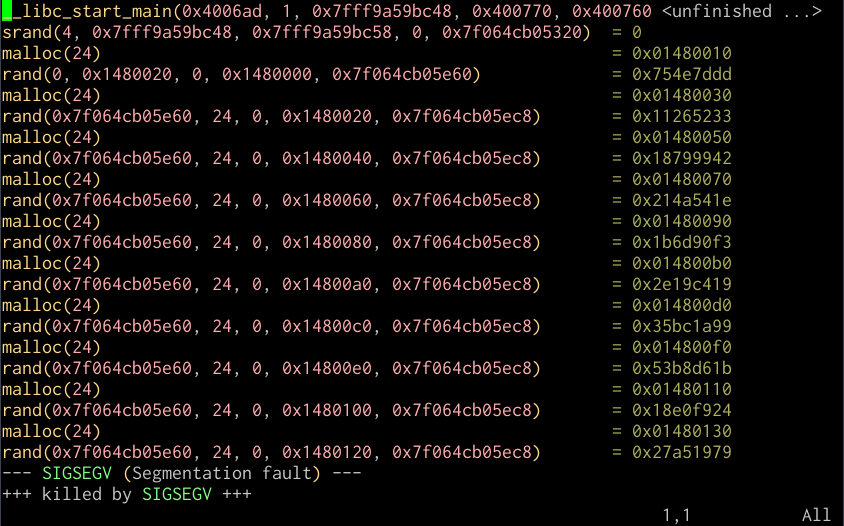 __libc_start_main(0x4006ad, 1, 0x7fff9a59bc48, 0x400770, 0x400760 <unfinished ...>
srand(4, 0x7fff9a59bc48, 0x7fff9a59bc58, 0, 0x7f064cb05320) = 0
malloc(24) = 0x01480010
rand(0, 0x1480020, 0, 0x1480000, 0x7f064cb05e60) = 0x754e7ddd
malloc(24) = 0x01480030
rand(0x7f064cb05e60, 24, 0, 0x1480020, 0x7f064cb05ec8) = 0x11265233
malloc(24) = 0x01480050
rand(0x7f064cb05e60, 24, 0, 0x1480040, 0x7f064cb05ec8) = 0x18799942
malloc(24) = 0x01480070
rand(0x7f064cb05e60, 24, 0, 0x1480060, 0x7f064cb05ec8) = 0x214a541e
malloc(24) = 0x01480090
rand(0x7f064cb05e60, 24, 0, 0x1480080, 0x7f064cb05ec8) = 0x1b6d90f3
malloc(24) = 0x014800b0
rand(0x7f064cb05e60, 24, 0, 0x14800a0, 0x7f064cb05ec8) = 0x2e19c419
malloc(24) = 0x014800d0
rand(0x7f064cb05e60, 24, 0, 0x14800c0, 0x7f064cb05ec8) = 0x35bc1a99
malloc(24) = 0x014800f0
rand(0x7f064cb05e60, 24, 0, 0x14800e0, 0x7f064cb05ec8) = 0x53b8d61b
malloc(24) = 0x01480110
rand(0x7f064cb05e60, 24, 0, 0x1480100, 0x7f064cb05ec8) = 0x18e0f924
malloc(24) = 0x01480130
rand(0x7f064cb05e60, 24, 0, 0x1480120, 0x7f064cb05ec8) = 0x27a51979
--- SIGSEGV (Segmentation fault) ---
+++ killed by SIGSEGV +++
1,1 All